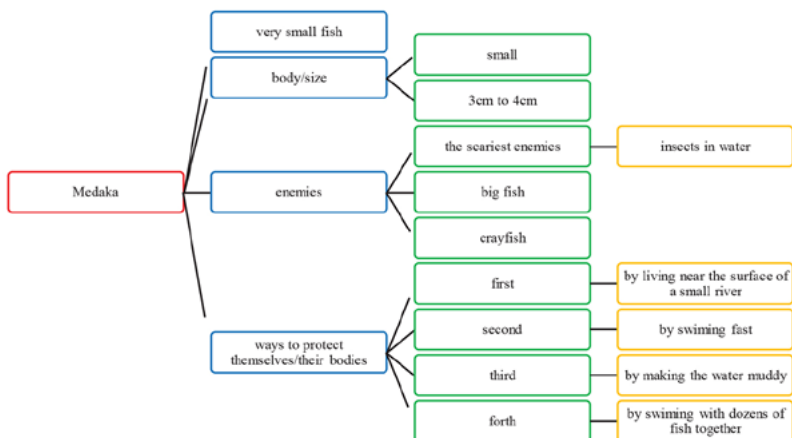 very small fish
body/size
small
3cm to 4cm
Medaka
enemies
the scariest enemies
insects in water
big fish
crayfish
ways to protect
themselves/their bodies
first
by living near the surface of
a small river
second
by swiming fast
third
by making the water muddy
forth
by swiming with dozens of
fish together